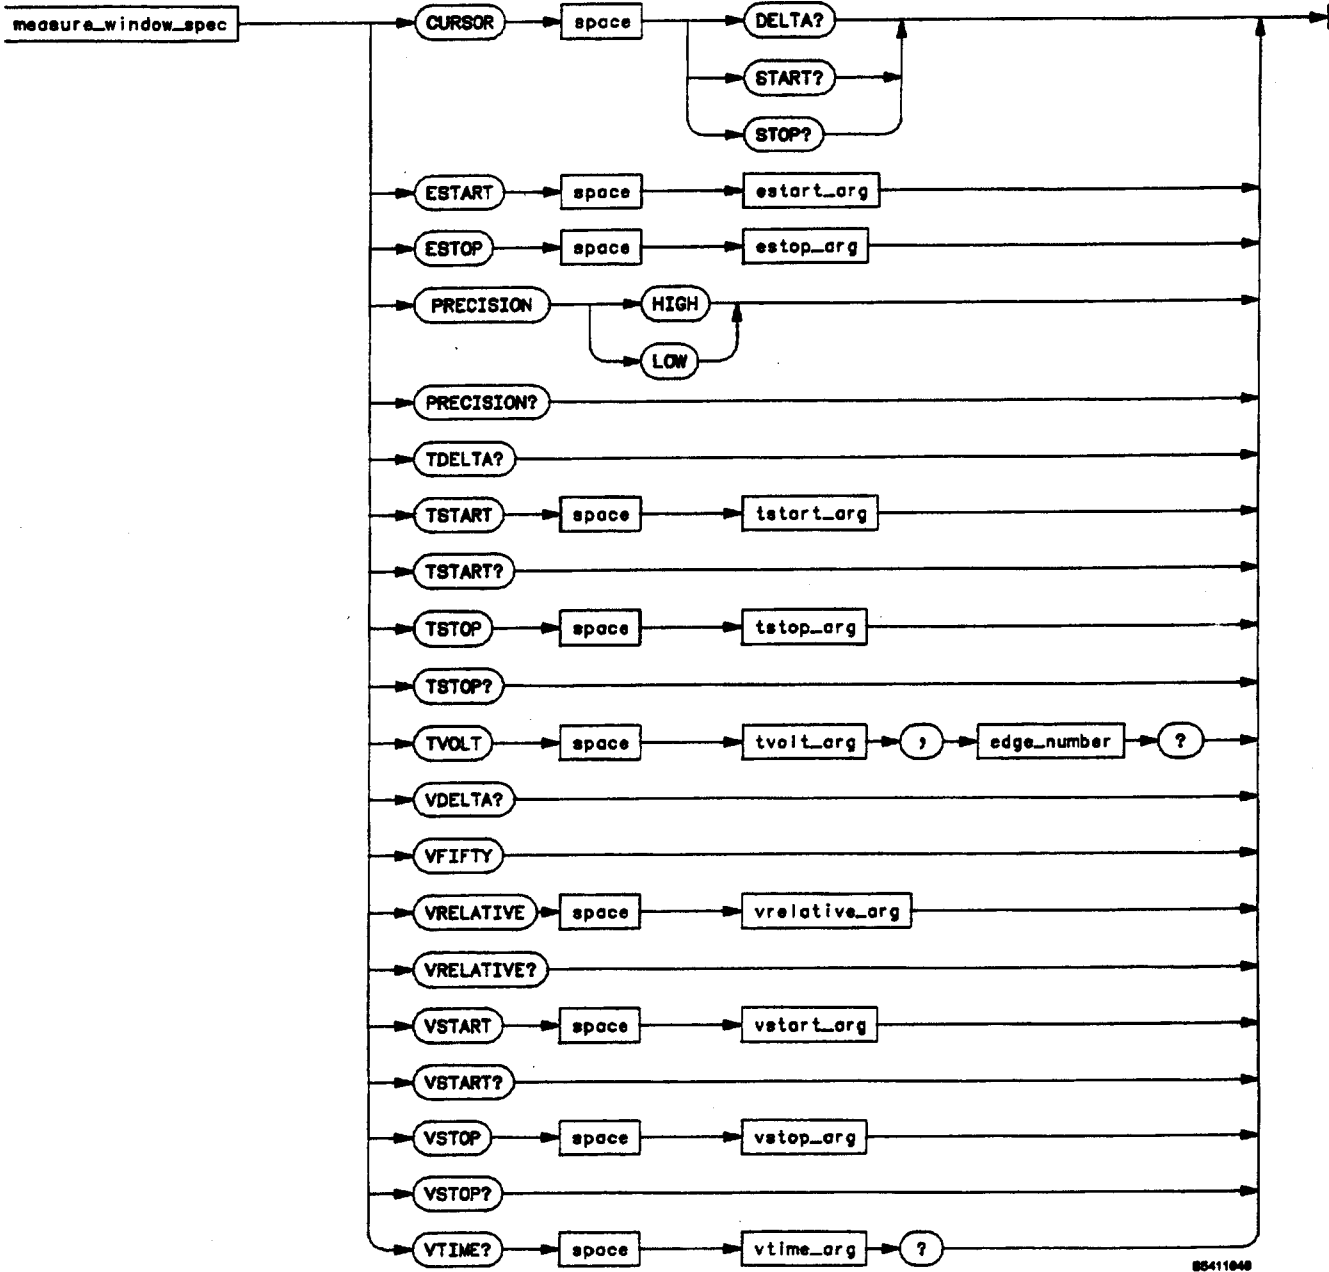 measure_window_spec CURSOR space DELTA?
START?
STOP?
ESTART space estart_arg
ESTOP space estop_arg
PRECISION HIGH
LOW
PRECISION?
TDELTA?
TSTART space tstart_arg
TSTART?
TSTOP space tstop_arg
TSTOP?
TVOLT space tvolt_arg , edge_number ?
VDELTA?
VFIFTY
VRELATIVE space vrelative_arg
VRELATIVE?
VSTART space vstart_arg
VSTART?
VSTOP space vstop_arg
VSTOP?
VTIME? space vtime_arg ?